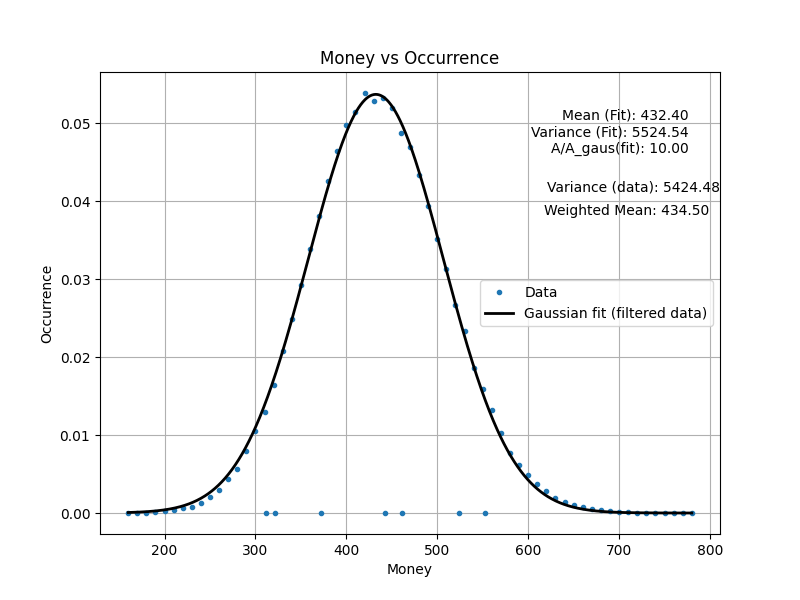 Money vs Occurrence
Mean (Fit): 432.40
Variance (Fit): 5524.54
A/A_gaus(fit): 10.00
Variance (data): 5424.48
Weighted Mean: 434.50
Data
Gaussian fit (filtered data)
Occurrence
0.05
0.04
0.03
0.02
0.01
0.00
200
300
400
500
600
700
800
Money